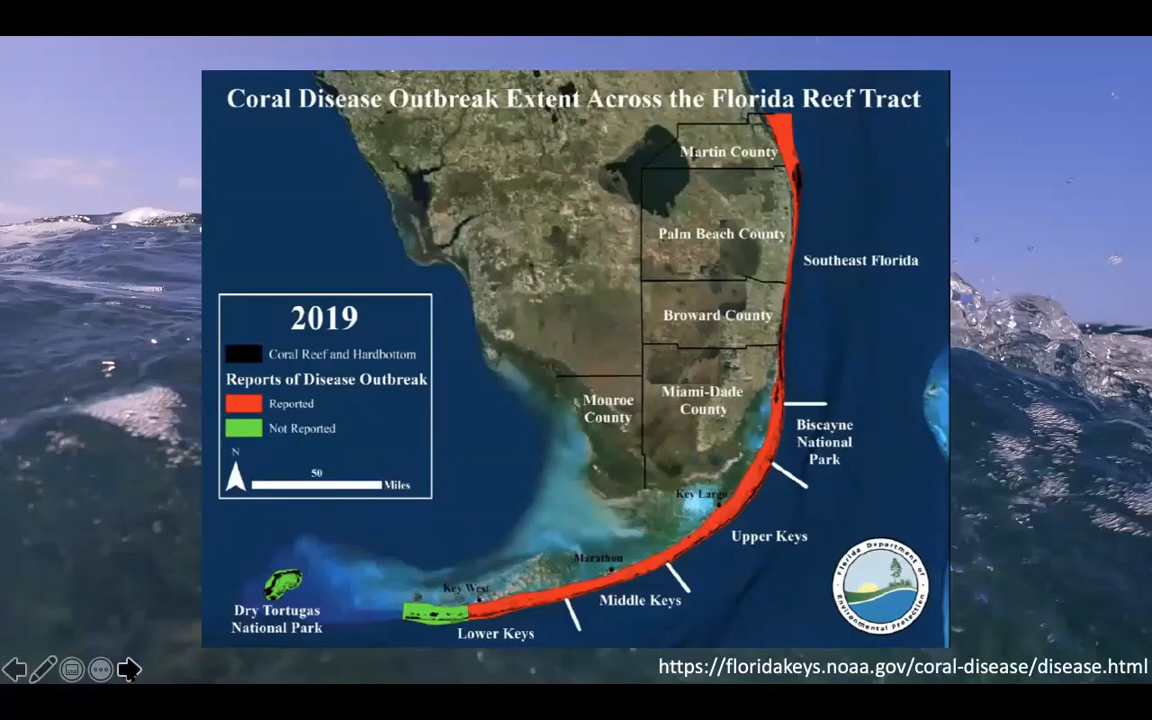 Coral Disease Outbreak Extent Across the Florida Reef Tract
Martin County
Palm Beach County
Southeast Florida
2019
Coral Reef and Hardbottom
Reports of Disease Outbreak
Reported
Not Reported
N
50
Miles
Broward County
Monroe
County
Miami-Dade
County
Biscayne
National
Park
Key Largo
Upper Keys
Marathon
Middle Keys
Key West
Lower Keys
Dry Tortugas
National Park
Florida Department of
Environmental Protection
https://floridakeys.noaa.gov/coral-disease/disease.html